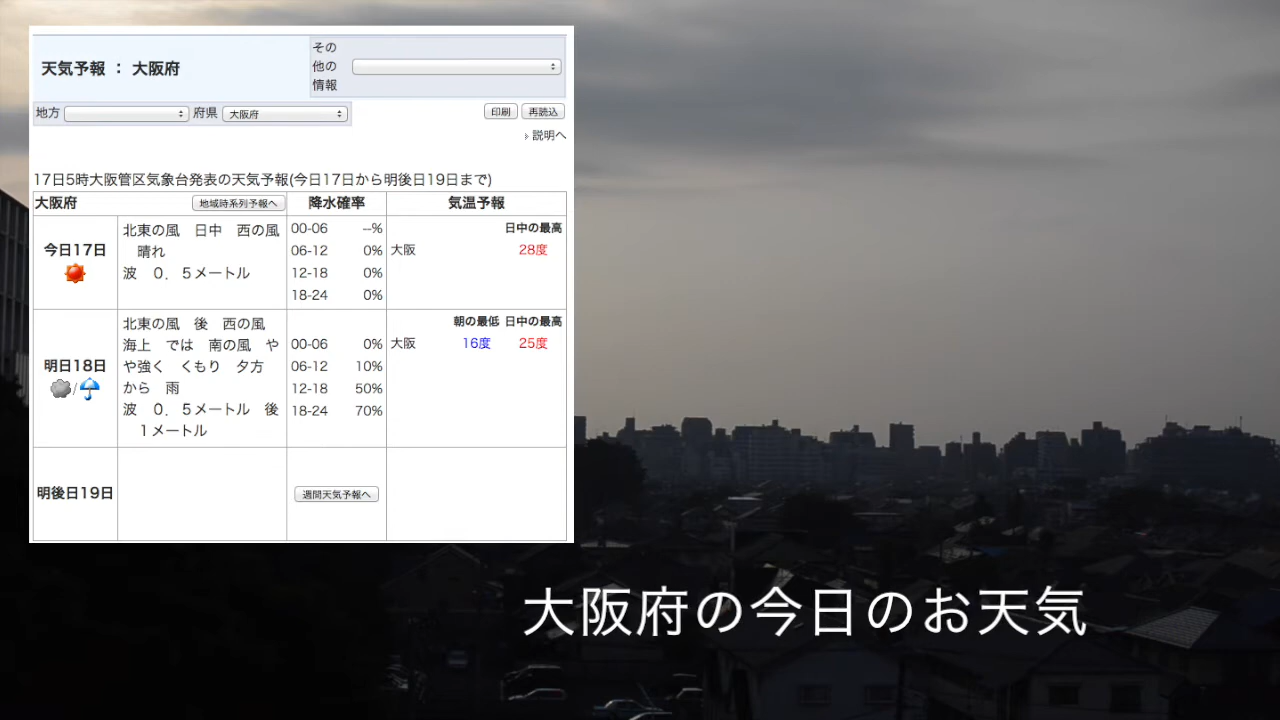 天気予報 ： 大阪府
その
他の
情報
地方
府県
大阪府
印刷
再読込
説明へ
17日5時大阪管区気象台発表の天気予報(今日17日から明後日19日まで)
大阪府 地域時系列予報へ 降水確率 気温予報
今日17日
北東の風　日中　西の風
晴れ
波　０．５メートル
00-06 --%
06-12 0%
12-18 0%
18-24 0%
日中の最高
大阪 28度
明日18日
/
北東の風　後　西の風
海上　では　南の風　や
や強く　くもり　夕方
から　雨
波　０．５メートル　後
１メートル
00-06 0%
06-12 10%
12-18 50%
18-24 70%
朝の最低 日中の最高
大阪 16度 25度
明後日19日
週間天気予報へ
大阪府の今日のお天気